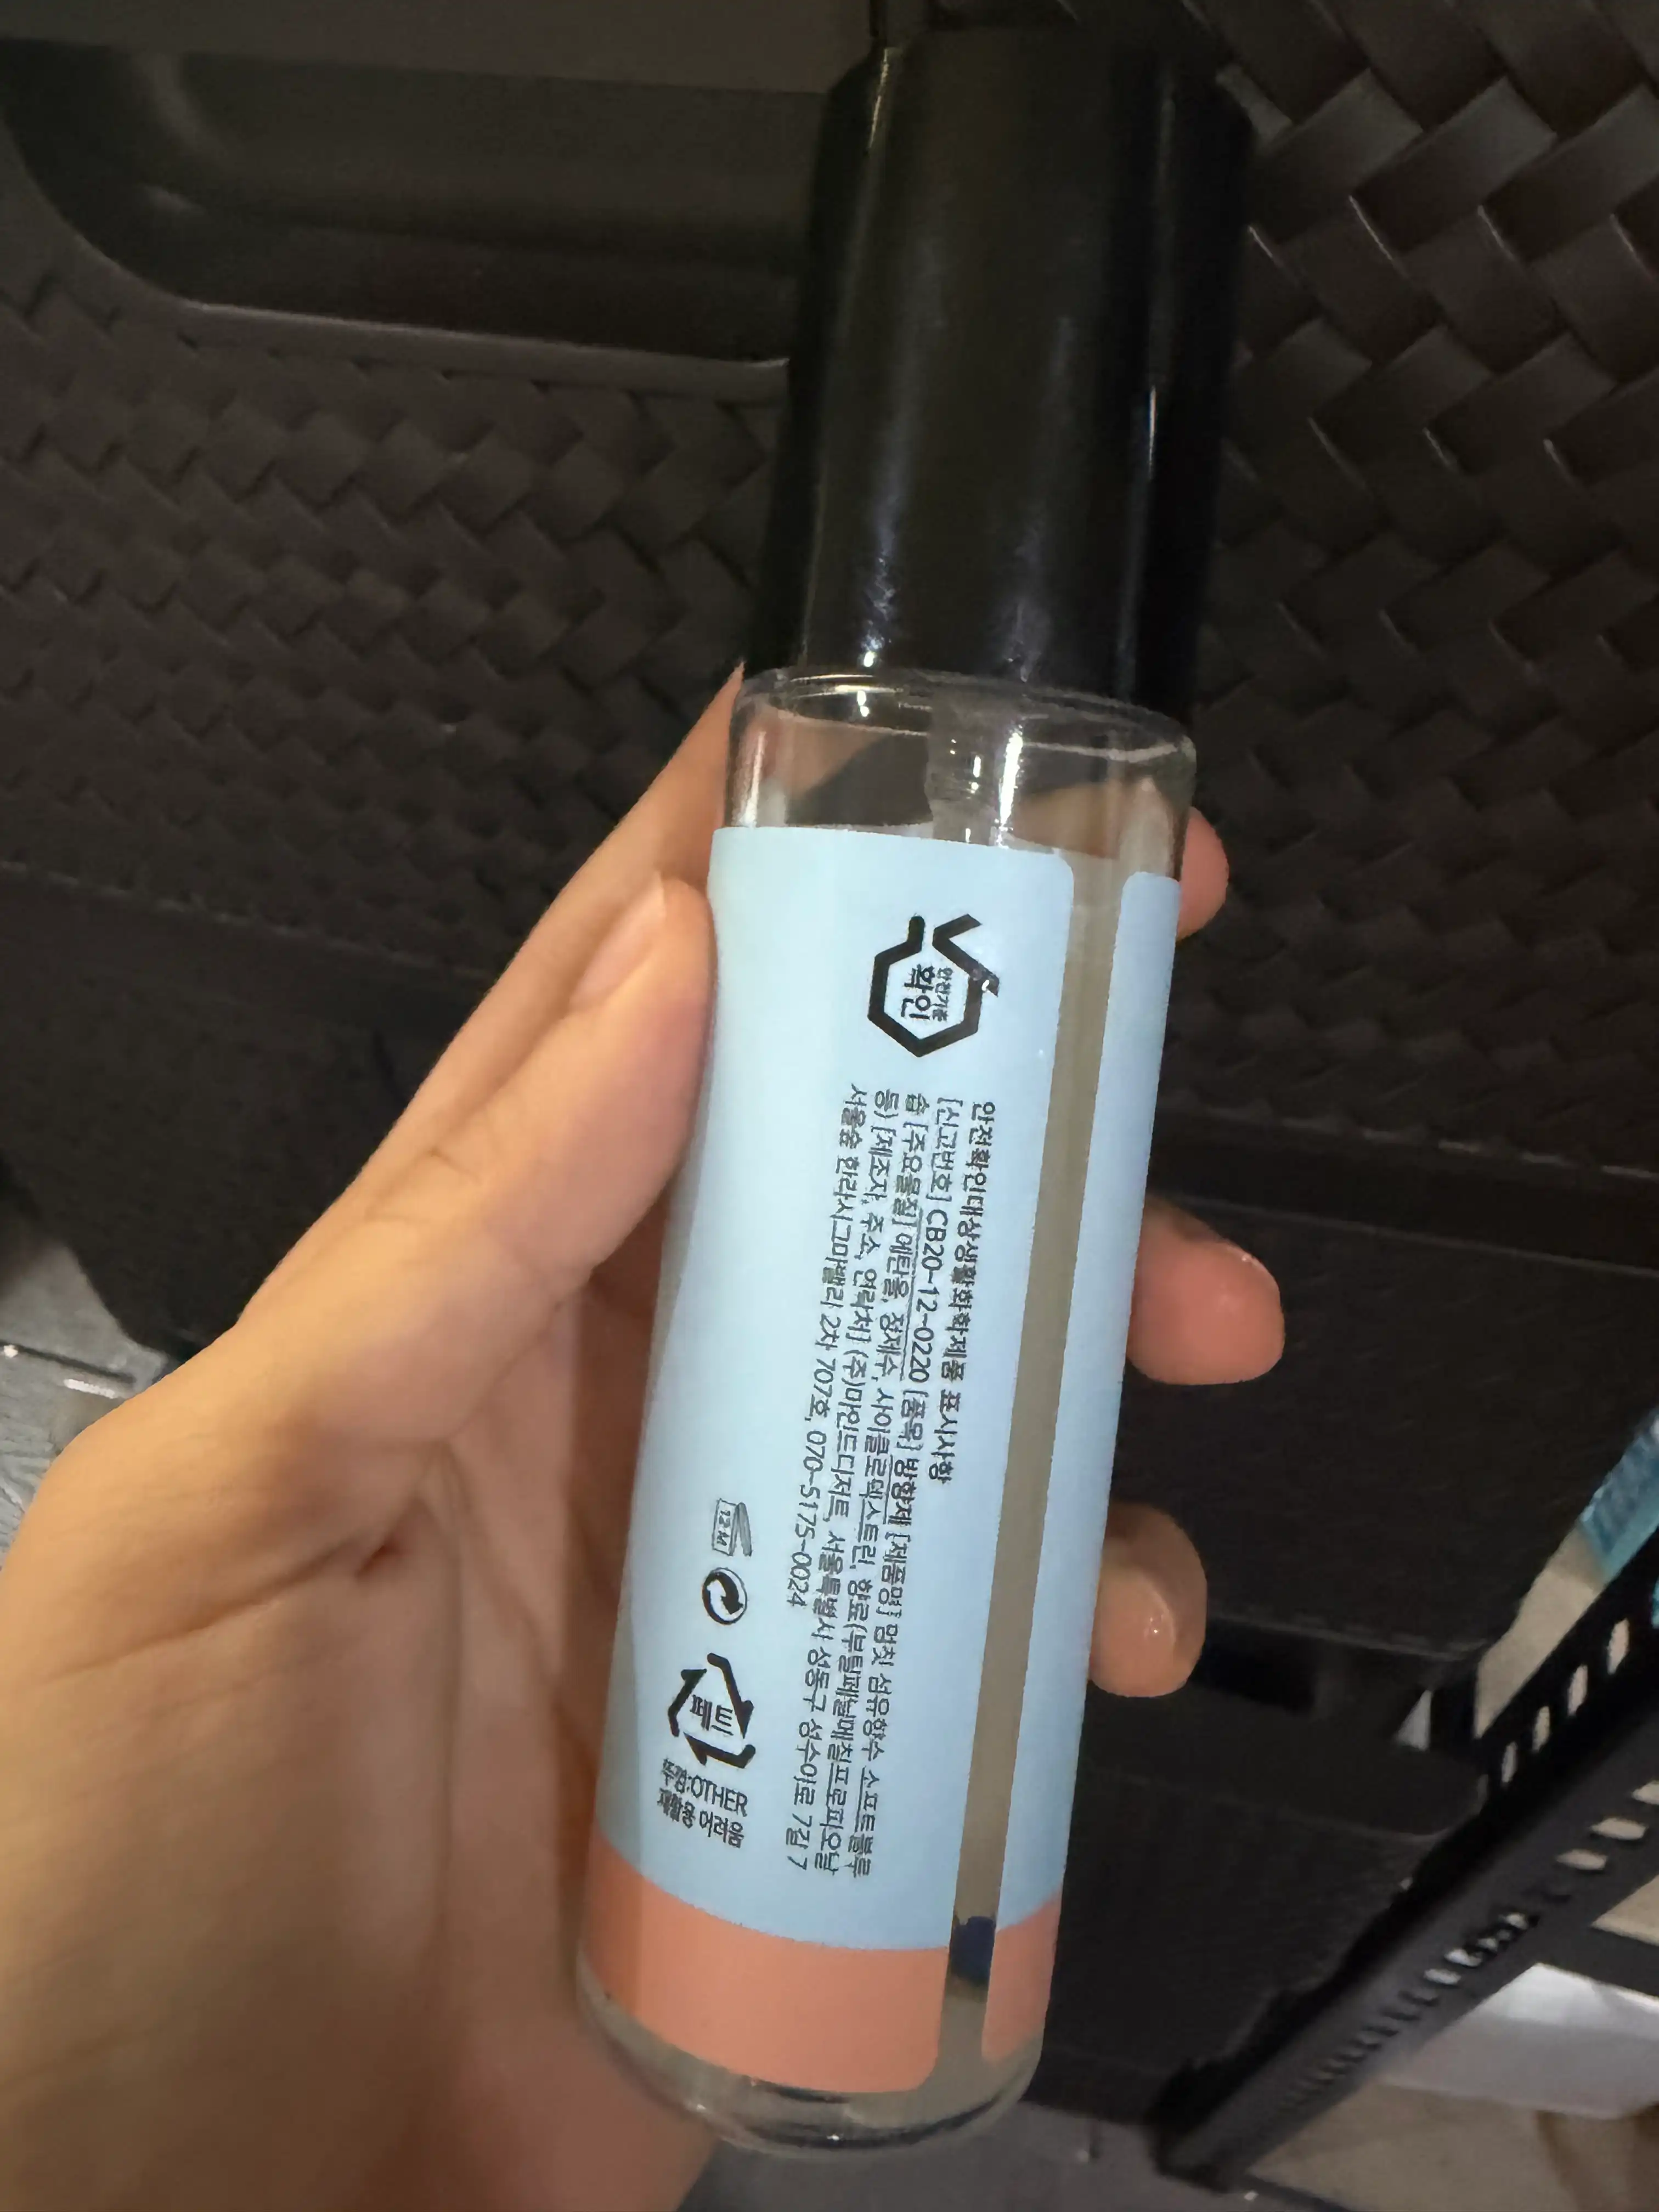 안전기준
확인
안전확인대상생활화학제품 표시사항
[신고번호] CB20-12-0220 [품목] 방향제 [제품명] 멈칫 섬유향수 소프트블루
솝 [주요물질] 에탄올, 정제수, 사이클로덱스트린, 향료(부틸페닐메칠프로피오날
등) [제조자, 주소, 연락처] (주)마인드디저트, 서울특별시 성동구 성수이로 7길 7
서울숲 한라시그마밸리 2차 707호, 070-5175-0024
12M
페트
뚜껑:OTHER
재활용 어려움